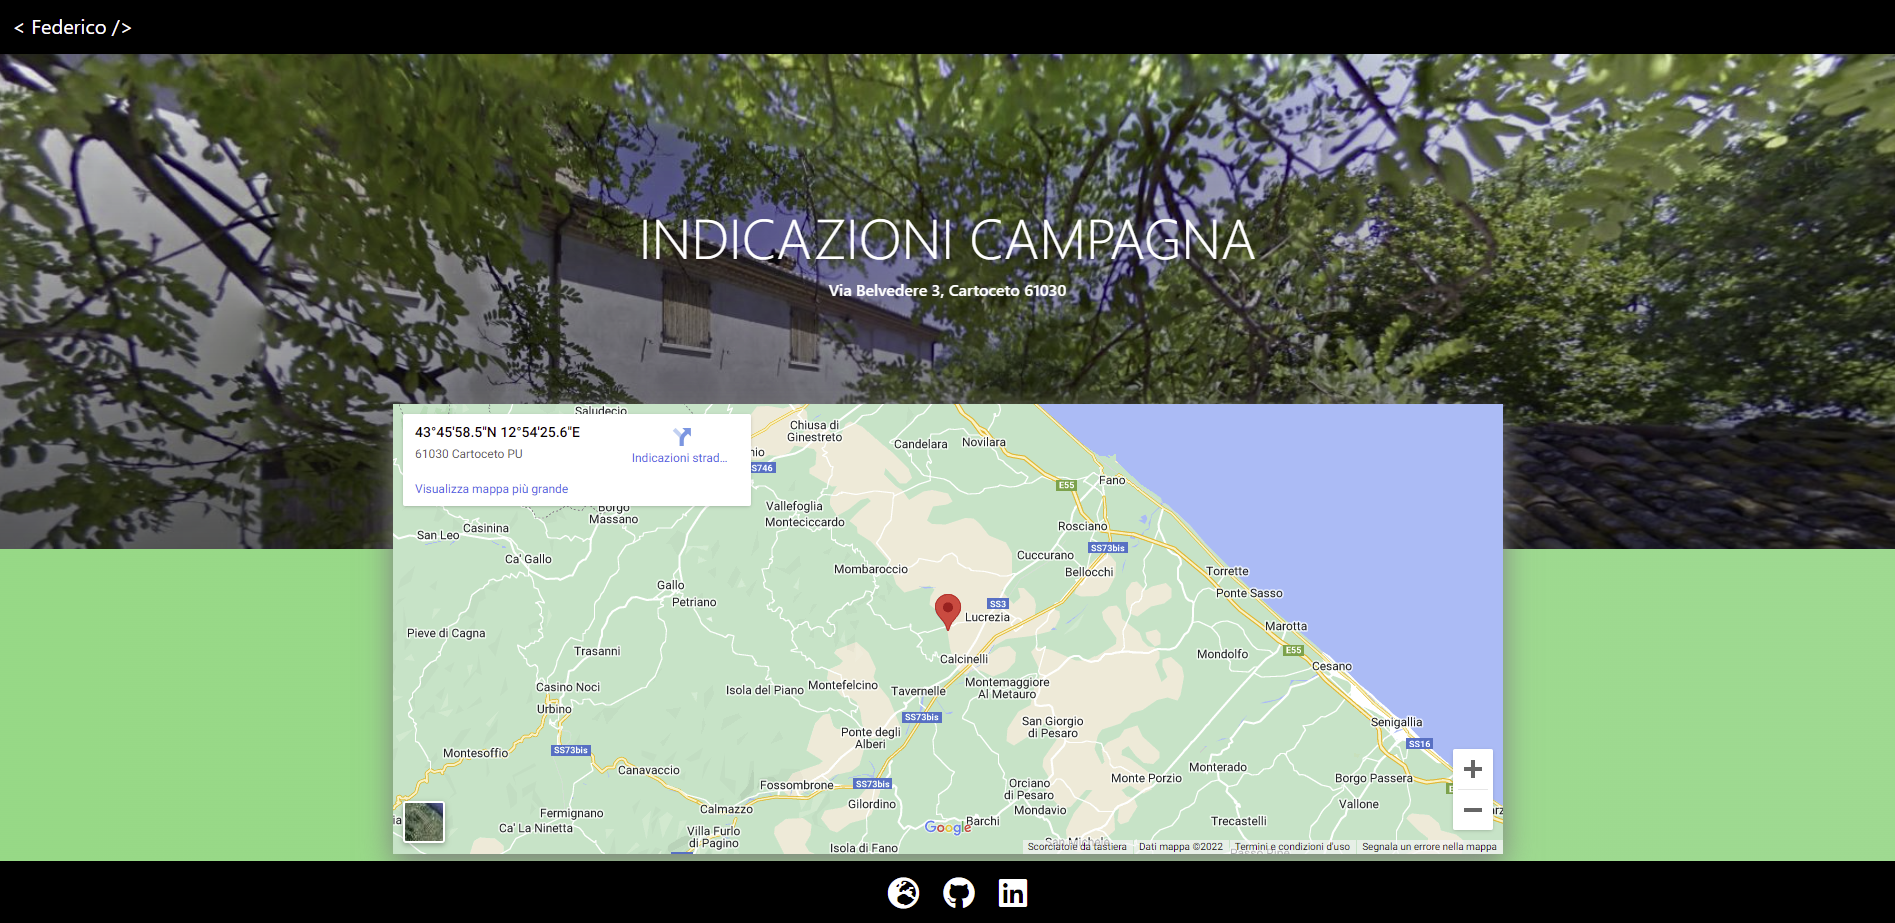 < Federico />
INDICAZIONI CAMPAGNA
Via Belvedere 3, Cartoceto 61030
43°45'58.5"N 12°54'25.6"E
61030 Cartoceto PU
Indicazioni strad...
Visualizza mappa più grande
Saludecio
Chiusa di
Ginestreto
Candelara
Novilara
S746
E55
Fano
Borgo
Massano
Vallefoglia
Monteciccardo
Casinina
San Leo
Rosciano
SS73bis
Ca' Gallo
Cuccurano
Bellocchi
Mombaroccio
Torrette
Gallo
Ponte Sasso
Petriano
SS3
Lucrezia
Marotta
Pieve di Cagna
Trasanni
E55
Mondolfo
Calcinelli
Cesano
Casino Noci
Isola del Piano
Montefelcino
Tavernelle
Montemaggiore
Al Metauro
Urbino
SS73bis
San Giorgio
di Pesaro
Senigallia
Ponte degli
Alberi
SS16
Montesoffio
SS73bis
Canavaccio
Monterado
Monte Porzio
Borgo Passera
Fossombrone
SS73bis
Orciano
di Pesaro
Gilordino
Vallone
Calmazzo
Mondavio
Fermignano
Barchi
Trecastelli
Ca' La Ninetta
Google
Villa Furlo
di Pagino
Isola di Fano
Scorciatoie da tastiera
Dati mappa ©2022
Termini e condizioni d'uso
Segnala un errore nella mappa
in